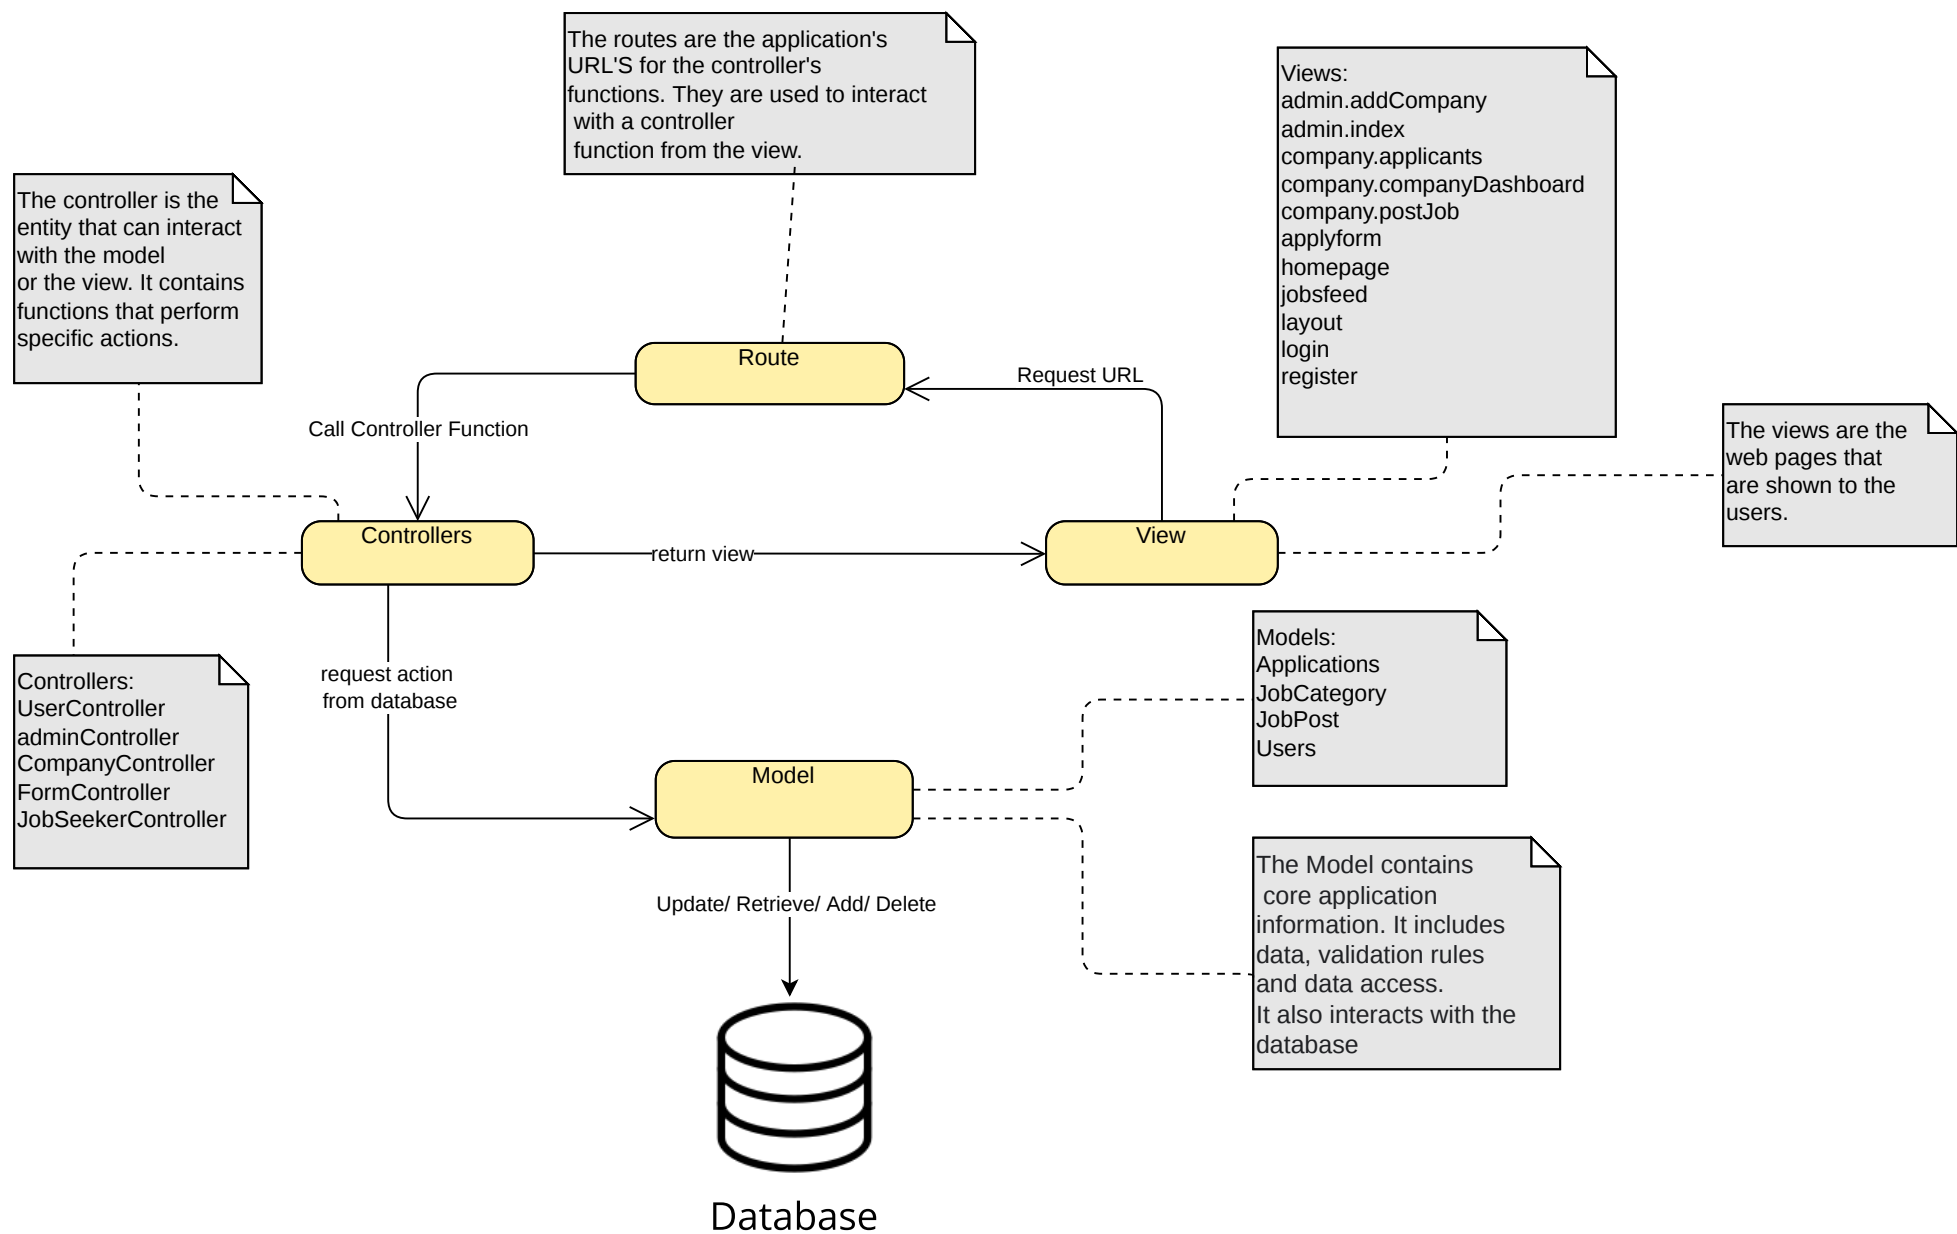 The routes are the application's
URL'S for the controller's
functions. They are used to interact
with a controller
function from the view.
Views:
admin.addCompany
admin.index
company.applicants
company.companyDashboard
company.postJob
applyform
homepage
jobsfeed
layout
login
register
The controller is the
entity that can interact
with the model
or the view. It contains
functions that perform
specific actions.
Route
Request URL
Call Controller Function
The views are the
web pages that
are shown to the
users.
Controllers
return view
View
request action
from database
Controllers:
UserController
adminController
CompanyController
FormController
JobSeekerController
Models:
Applications
JobCategory
JobPost
Users
Model
Update/ Retrieve/ Add/ Delete
The Model contains
core application
information. It includes
data, validation rules
and data access.
It also interacts with the
database
Database